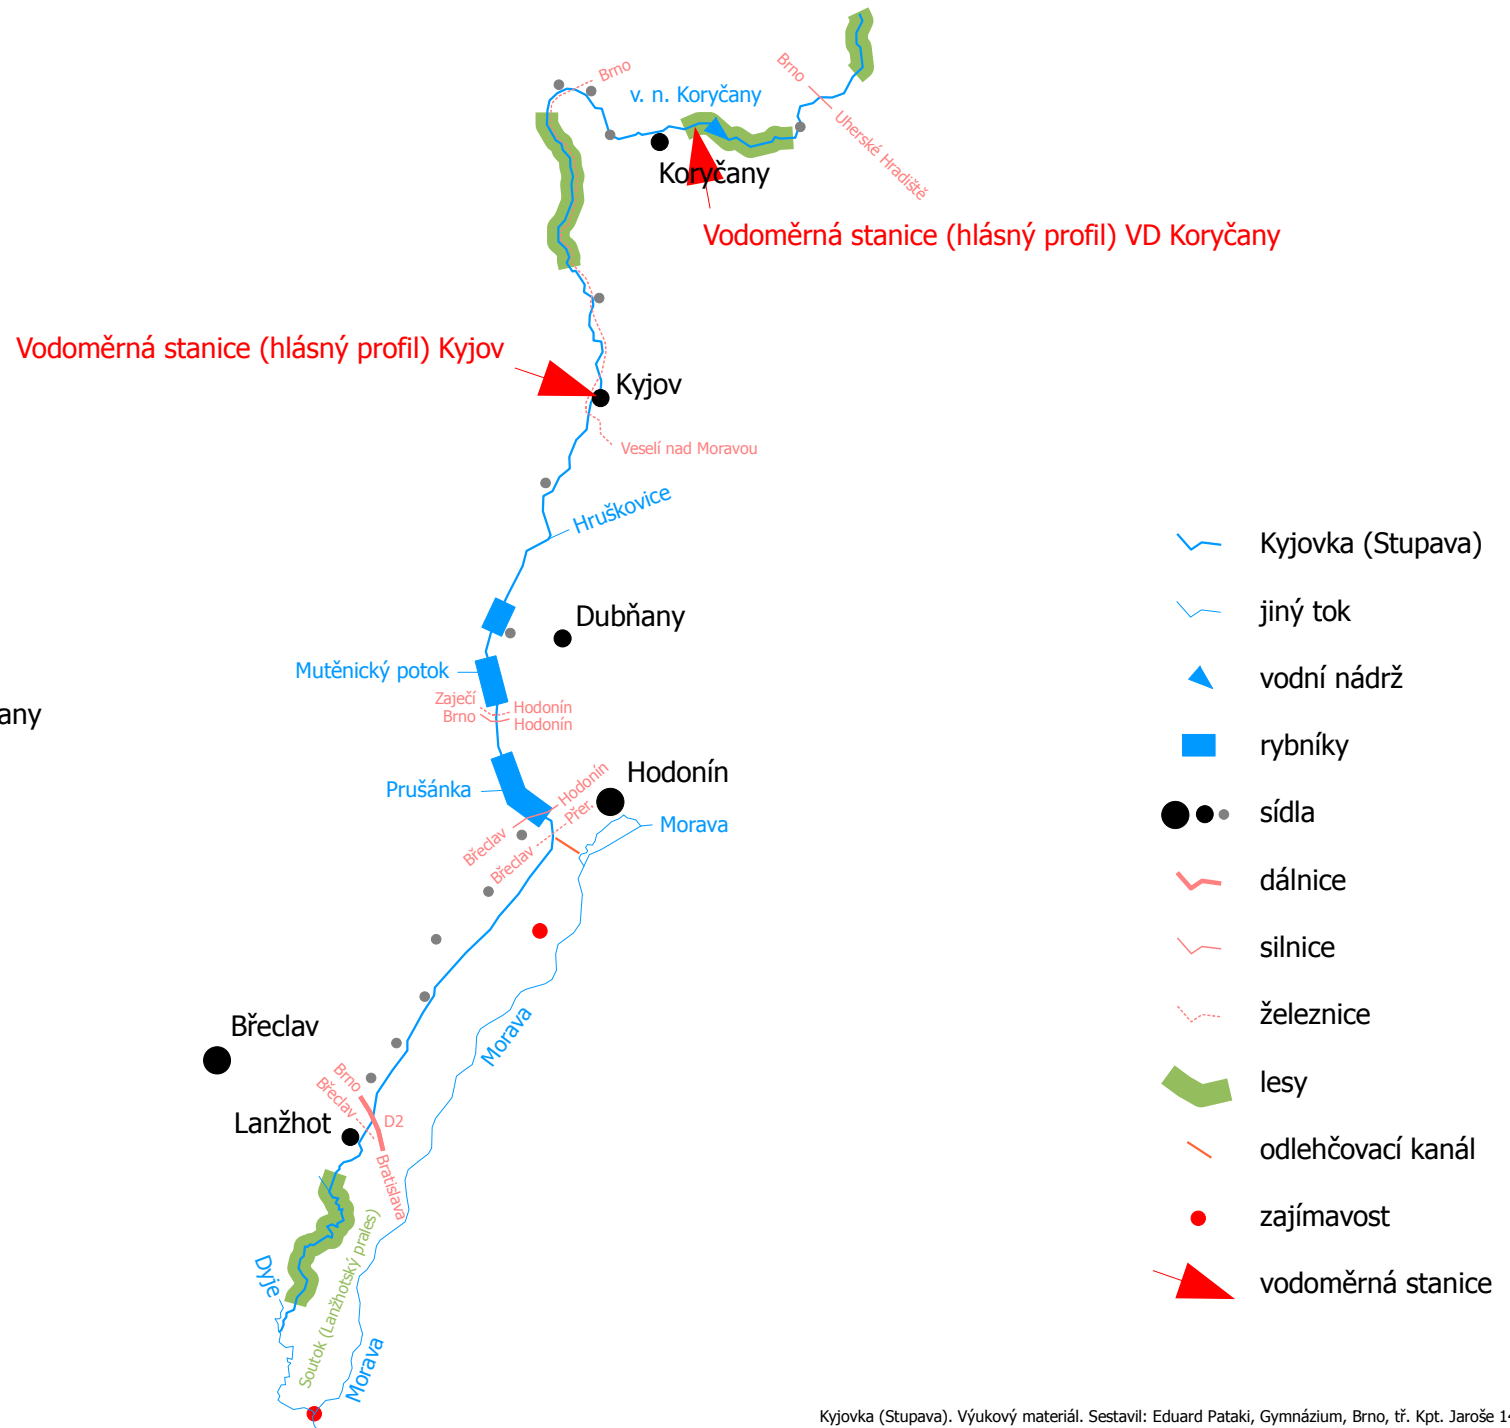 Brno
v. n. Koryčany
Brno
Uherské Hradiště
Koryčany
Vodoměrná stanice (hlásný profil) VD Koryčany
Vodoměrná stanice (hlásný profil) Kyjov
Kyjov
Veselí nad Moravou
Hruškovice
Dubňany
Mutěnický potok
Zaječí
Hodonín
Brno
Hodonín
any
Prušánka
Hodonín
Hodonín
Přer.
Břeclav
Břeclav
Morava
Morava
Břeclav
Brno
Břeclav
D2
Lanžhot
Bratislava
Dyje
Soutok (Lanžhotský prales)
Morava
Kyjovka (Stupava)
jiný tok
vodní nádrž
rybníky
sídla
dálnice
silnice
železnice
lesy
odlehčovací kanál
zajímavost
vodoměrná stanice
Kyjovka (Stupava). Výukový materiál. Sestavil: Eduard Pataki, Gymnázium, Brno, tř. Kpt. Jaroše 14